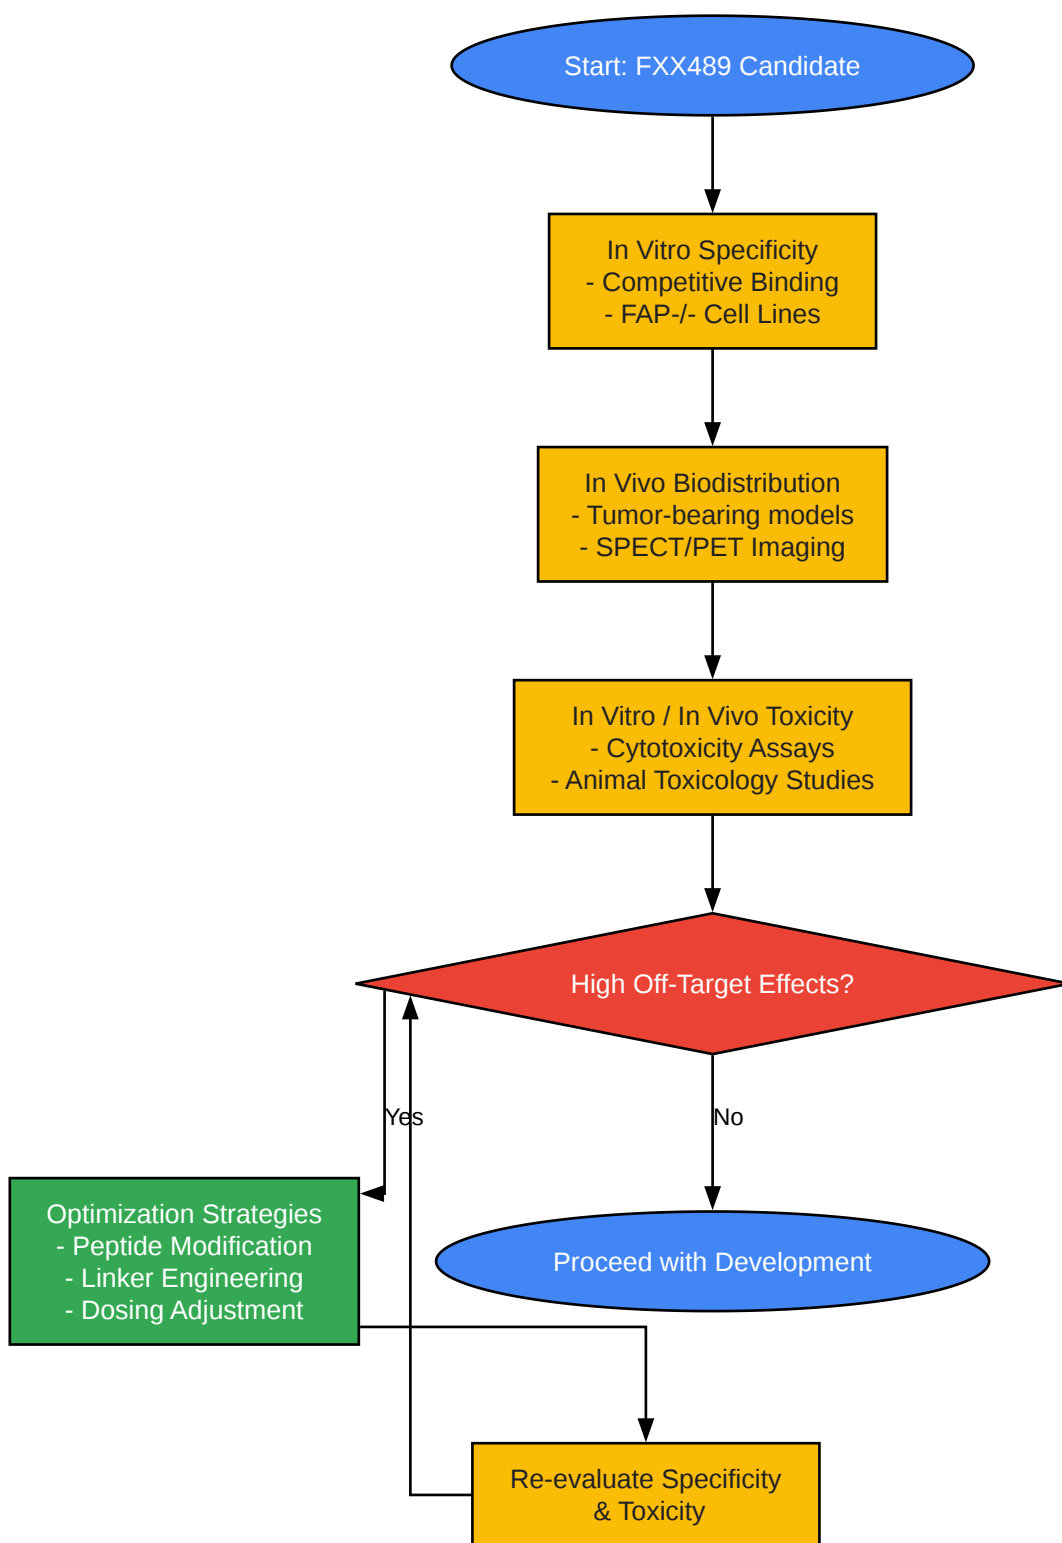 Start: FXX489 Candidate
In Vitro Specificity
- Competitive Binding
- FAP-/- Cell Lines
In Vivo Biodistribution
- Tumor-bearing models
- SPECT/PET Imaging
In Vitro / In Vivo Toxicity
- Cytotoxicity Assays
- Animal Toxicology Studies
High Off-Target Effects?
Yes
No
Optimization Strategies
- Peptide Modification
- Linker Engineering
- Dosing Adjustment
Proceed with Development
Re-evaluate Specificity
& Toxicity